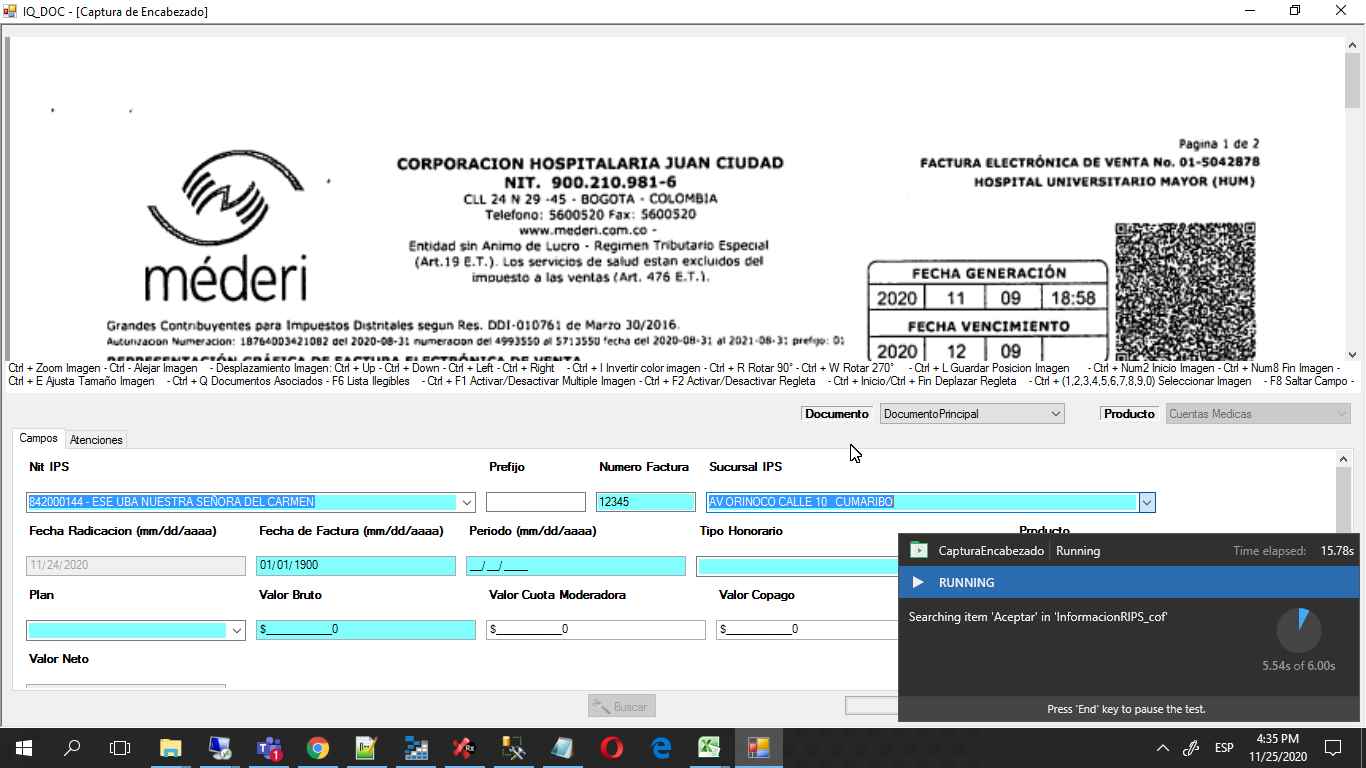 IQ_DOC - [Captura de Encabezado]
Pagina 1 de 2
CORPORACION HOSPITALARIA JUAN CIUDAD
FACTURA ELECTRÓNICA DE VENTA No. 01-5042878
NIT. 900.210.981-6
HOSPITAL UNIVERSITARIO MAYOR (HUM)
CLL 24 N 29 -45 - BOGOTA - COLOMBIA
Telefono: 5600520 Fax: 5600520
www.mederi.com.co -
Entidad sin Animo de Lucro - Regimen Tributario Especial
(Art.19 E.T.). Los servicios de salud estan excluidos del
impuesto a las ventas (Art. 476 E.T.).
méderi
FECHA GENERACIÓN
2020 11 09 18:58
FECHA VENCIMIENTO
2020 12 09
Grandes Contribuyentes para Impuestos Distritales segun Res. DDI-010761 de Marzo 30/2016.
Autorizacion Numeracion: 18764003421082 del 2020-08-31 numeracion del 4993550 al 5713550 fecha del 2020-08-31 al 2021-08-31 prefijo: 01
REPRESENTACIÓN GRÁFICA DE FACTURA ELECTRÓNICA DE VENTA
Ctrl + Zoom Imagen - Ctrl - Alejar Imagen - Desplazamiento Imagen: Ctrl + Up - Ctrl + Down - Ctrl + Left - Ctrl + Right - Ctrl + I Invertir color imagen - Ctrl + R Rotar 90° - Ctrl + W Rotar 270° - Ctrl + L Guardar Posicion Imagen - Ctrl + Num2 Inicio Imagen - Ctrl + Num8 Fin Imagen -
Ctrl + E Ajusta Tamaño Imagen - Ctrl + Q Documentos Asociados - F6 Lista Ilegibles - Ctrl + F1 Activar/Desactivar Multiple Imagen - Ctrl + F2 Activar/Desactivar Regleta - Ctrl + Inicio/Ctrl + Fin Deplazar Regleta - Ctrl + (1,2,3,4,5,6,7,8,9,0) Seleccionar Imagen - F8 Saltar Campo -
Documento DocumentoPrincipal Producto Cuentas Medicas
Campos Atenciones
Nit IPS Prefijo Numero Factura Sucursal IPS
842000144 - ESE UBA NUESTRA SEÑORA DEL CARMEN 12345 AV ORINOCO CALLE 10 CUMARIBO
Fecha Radicacion (mm/dd/aaaa) Fecha de Factura (mm/dd/aaaa) Periodo (mm/dd/aaaa) Tipo Honorario Producto
11/24/2020 01/01/1900 __/__/____
Plan Valor Bruto Valor Cuota Moderadora Valor Copago
$__________0 $__________0 $__________0
Valor Neto
Buscar
CapturaEncabezado Running Time elapsed: 15.78s
RUNNING
Searching item 'Aceptar' in 'InformacionRIPS_cof'
5.54s of 6.00s
Press 'End' key to pause the test.
ESP
4:35 PM
11/25/2020